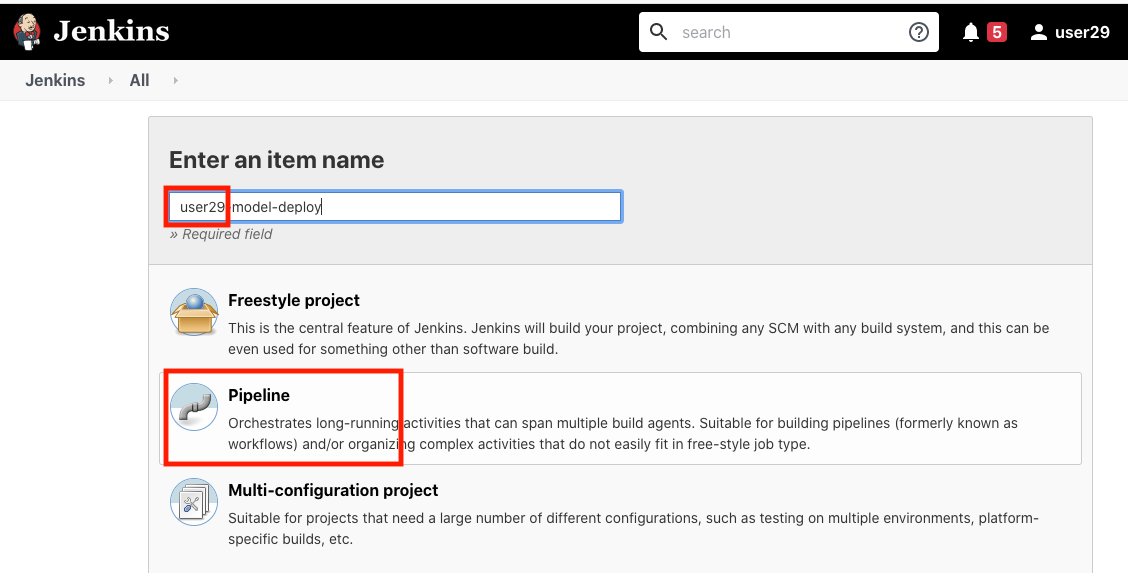 Jenkins
search
5
user29
Jenkins
All
Enter an item name
user29-model-deploy
» Required field
Freestyle project
This is the central feature of Jenkins. Jenkins will build your project, combining any SCM with any build system, and this can be
even used for something other than software build.
Pipeline
Orchestrates long-running activities that can span multiple build agents. Suitable for building pipelines (formerly known as
workflows) and/or organizing complex activities that do not easily fit in free-style job type.
Multi-configuration project
Suitable for projects that need a large number of different configurations, such as testing on multiple environments, platform-
specific builds, etc.